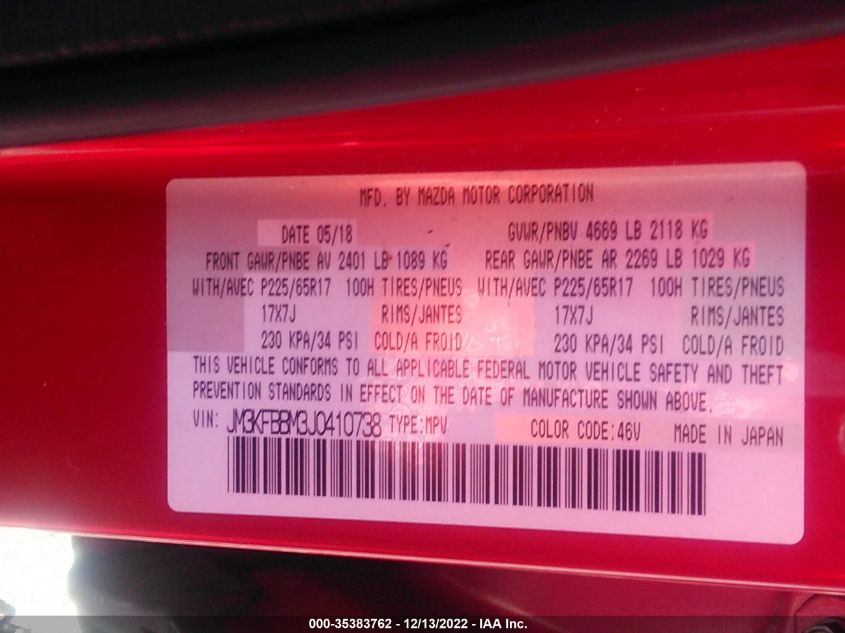 MFD. BY MAZDA MOTOR CORPORATION
DATE 05/18 GVWR/PNBV 4669 LB 2118 KG
FRONT GAWR/PNBE AV 2401 LB 1089 KG REAR GAWR/PNBE AR 2269 LB 1029 KG
WITH/AVEC P225/65R17 100H TIRES/PNEUS WITH/AVEC P225/65R17 100H TIRES/PNEUS
17X7J RIMS/JANTES 17X7J RIMS/JANTES
230 KPA/34 PSI COLD/A FROID 230 KPA/34 PSI COLD/A FROID
THIS VEHICLE CONFORMS TO ALL APPLICABLE FEDERAL MOTOR VEHICLE SAFETY AND THEFT
PREVENTION STANDARDS IN EFFECT ON THE DATE OF MANUFACTURE SHOWN ABOVE.
VIN: JM3KFBBM3J0410738 TYPE:MPV COLOR CODE:46V MADE IN JAPAN
000-35383762 - 12/13/2022 - IAA Inc.